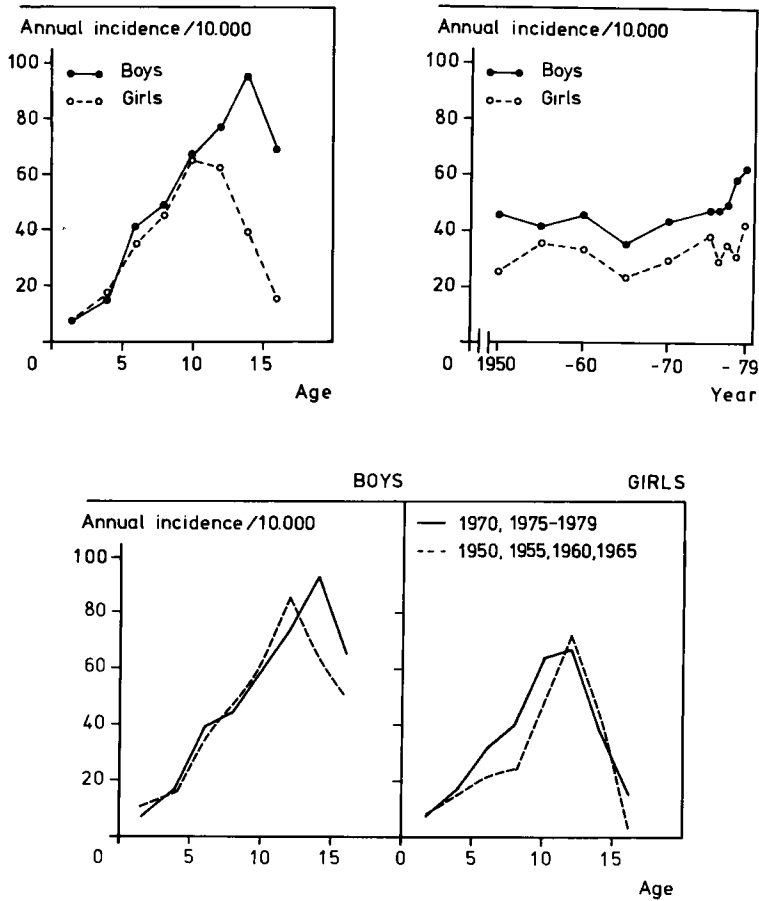 Annual incidence/10.000
100
Boys
Girls
80
60
40
20
0
5
10
15
Age
Annual incidence/10.000
100
Boys
Girls
80
60
40
20
0
1950
-60
-70
-79
Year
BOYS
GIRLS
Annual incidence/10.000
1970, 1975-1979
1950, 1955, 1960, 1965
100
80
60
40
20
0
5
10
15
0
5
10
15
Age